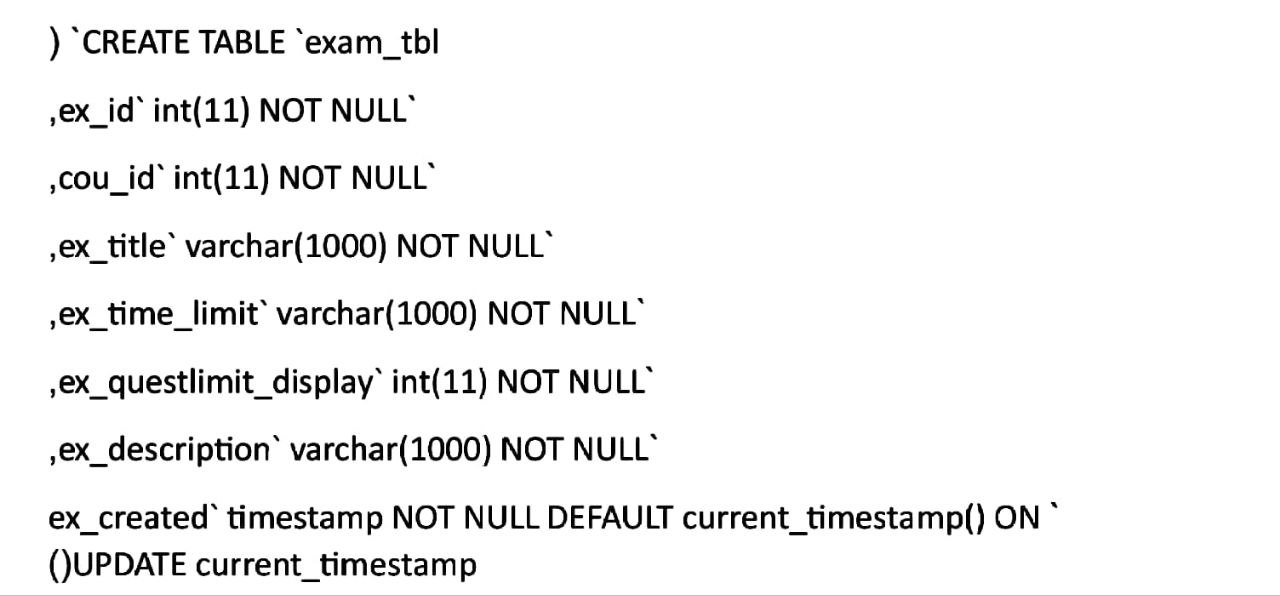 ) `CREATE TABLE `exam_tbl
,ex_id` int(11) NOT NULL`
,cou_id` int(11) NOT NULL`
,ex_title` varchar(1000) NOT NULL`
,ex_time_limit` varchar(1000) NOT NULL`
,ex_questlimit_display` int(11) NOT NULL`
,ex_description` varchar(1000) NOT NULL`
ex_created` timestamp NOT NULL DEFAULT current_timestamp() ON `
()UPDATE current_timestamp